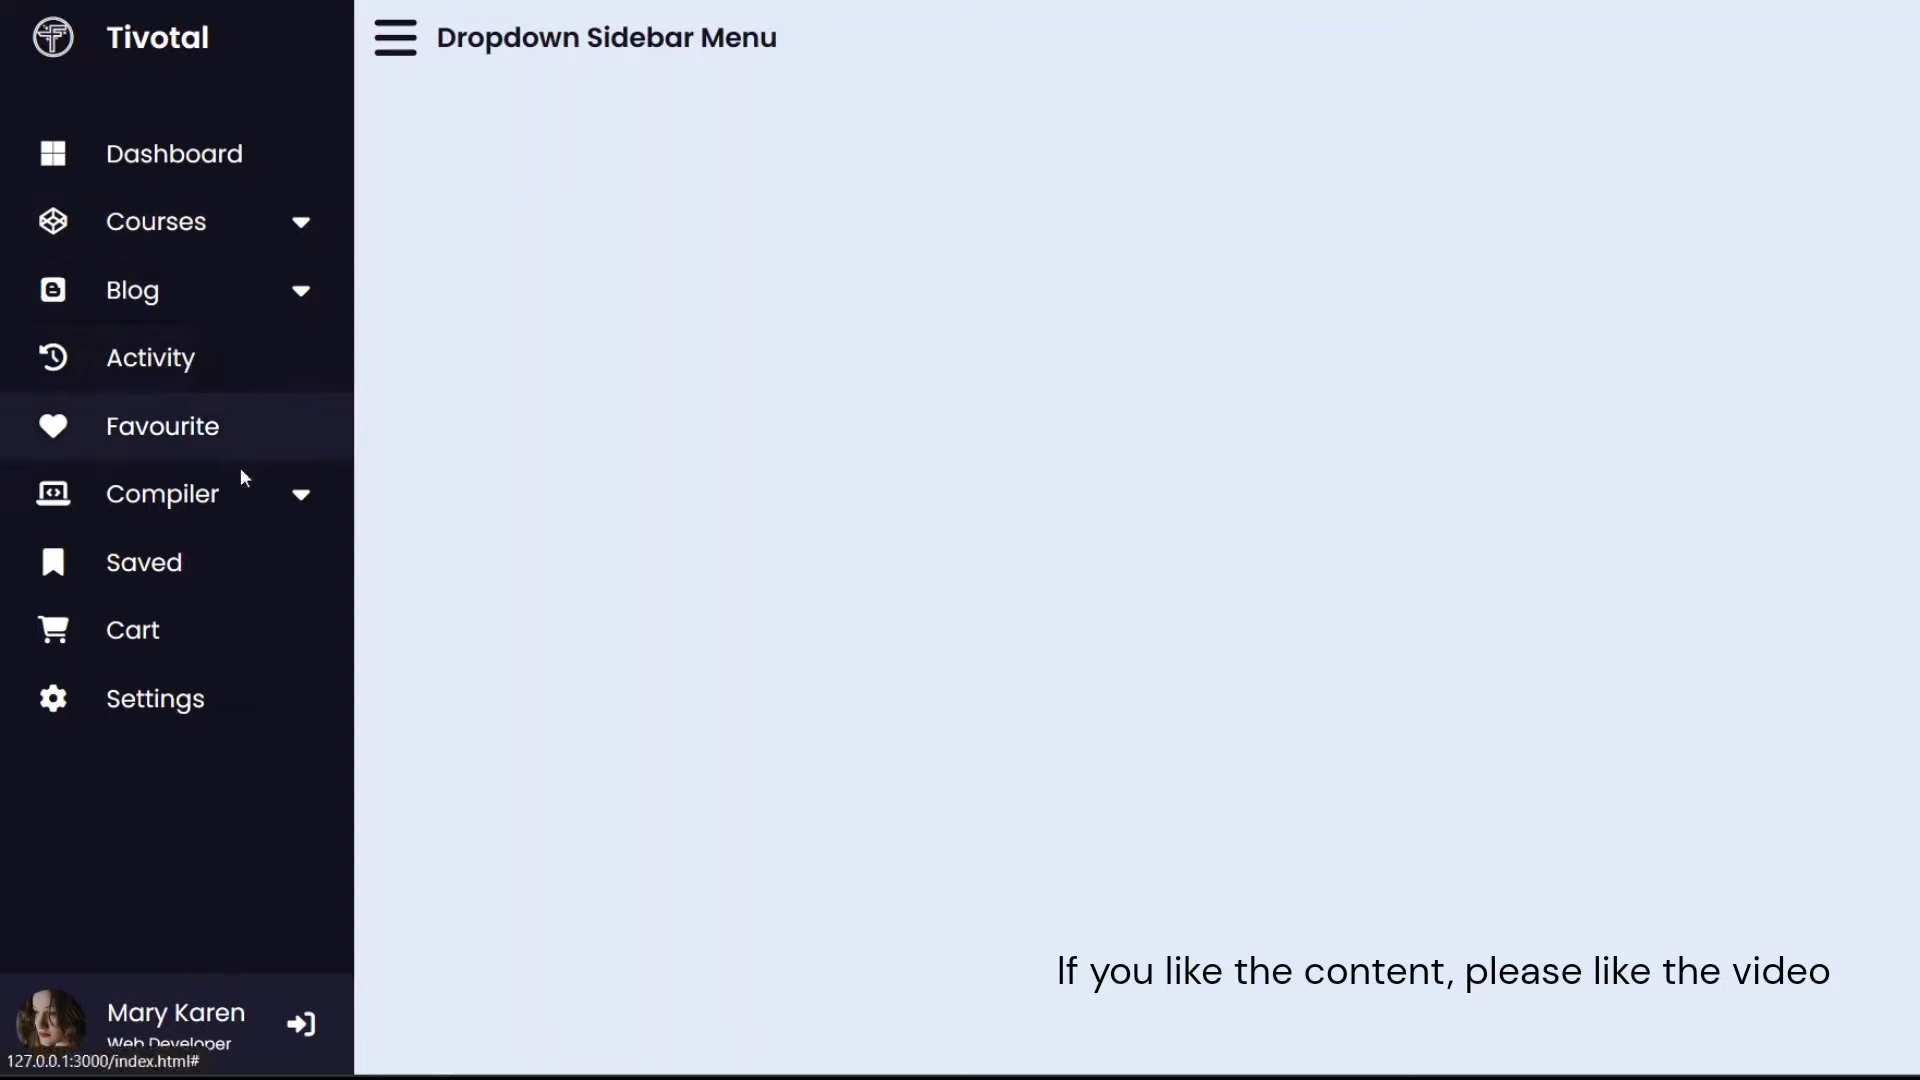 Tivotal
Dropdown Sidebar Menu
Dashboard
Courses
Blog
Activity
Favourite
Compiler
Saved
Cart
Settings
If you like the content, please like the video
Mary Karen
Web Developer
127.0.0.1:3000/index.html#